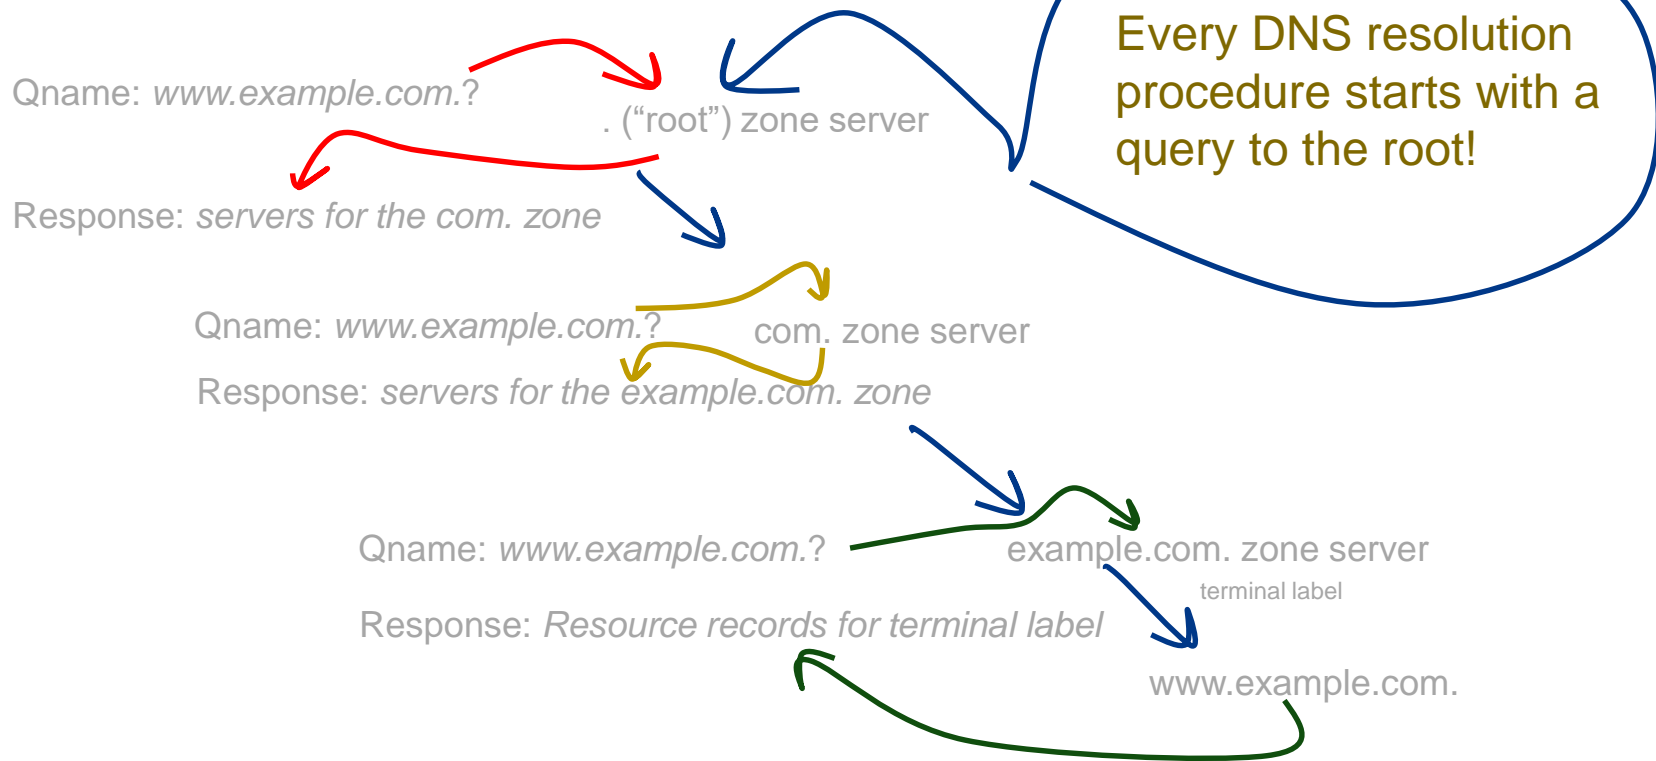 Every DNS resolution
procedure starts with a
query to the root!
Qname: www.example.com.?
. (“root”) zone server
Response: servers for the com. zone
Qname: www.example.com.?
com. zone server
Response: servers for the example.com. zone
Qname: www.example.com.?
example.com. zone server
terminal label
Response: Resource records for terminal label
www.example.com.